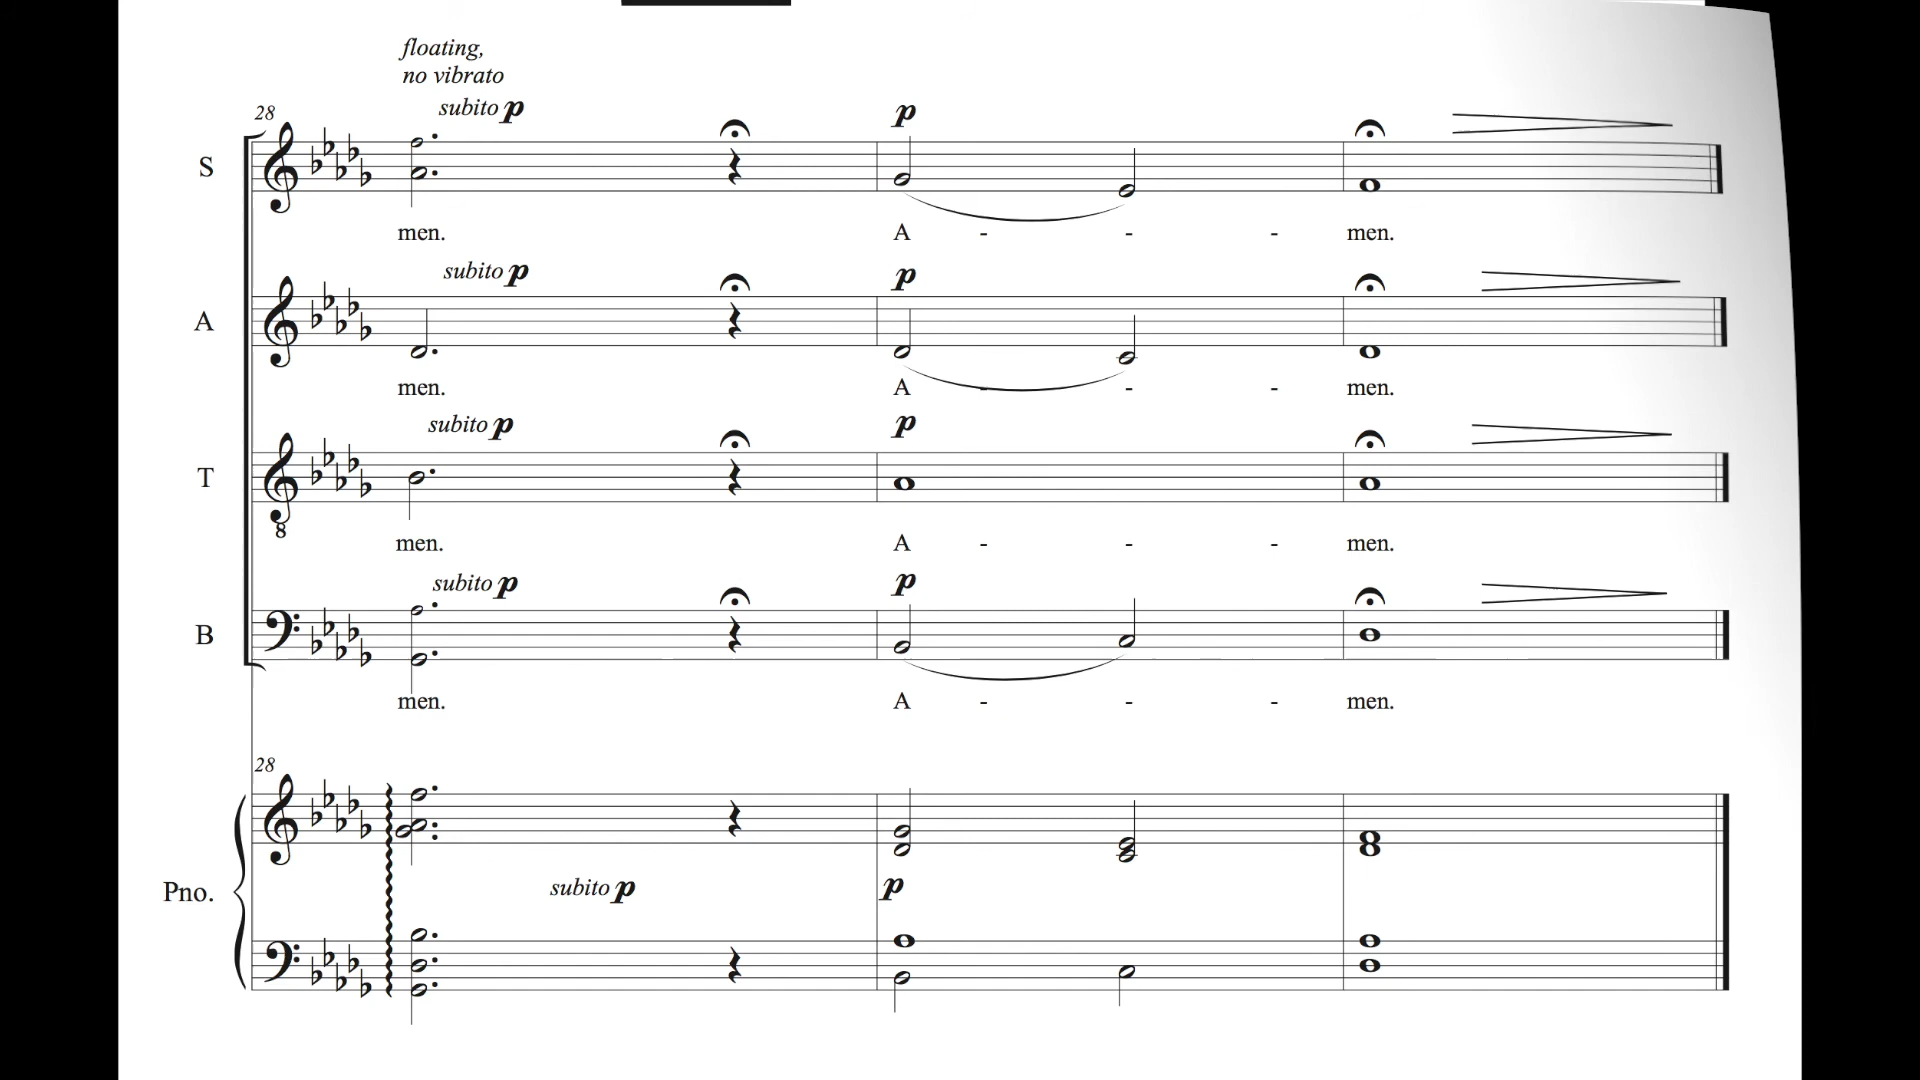 floating,
no vibrato
subito p
p
28
S
men. A - - - men.
subito p
p
A
men. A - - - men.
subito p
p
T
8
men. A - - - men.
subito p
p
B
men. A - - - men.
28
Pno.
subito p
p